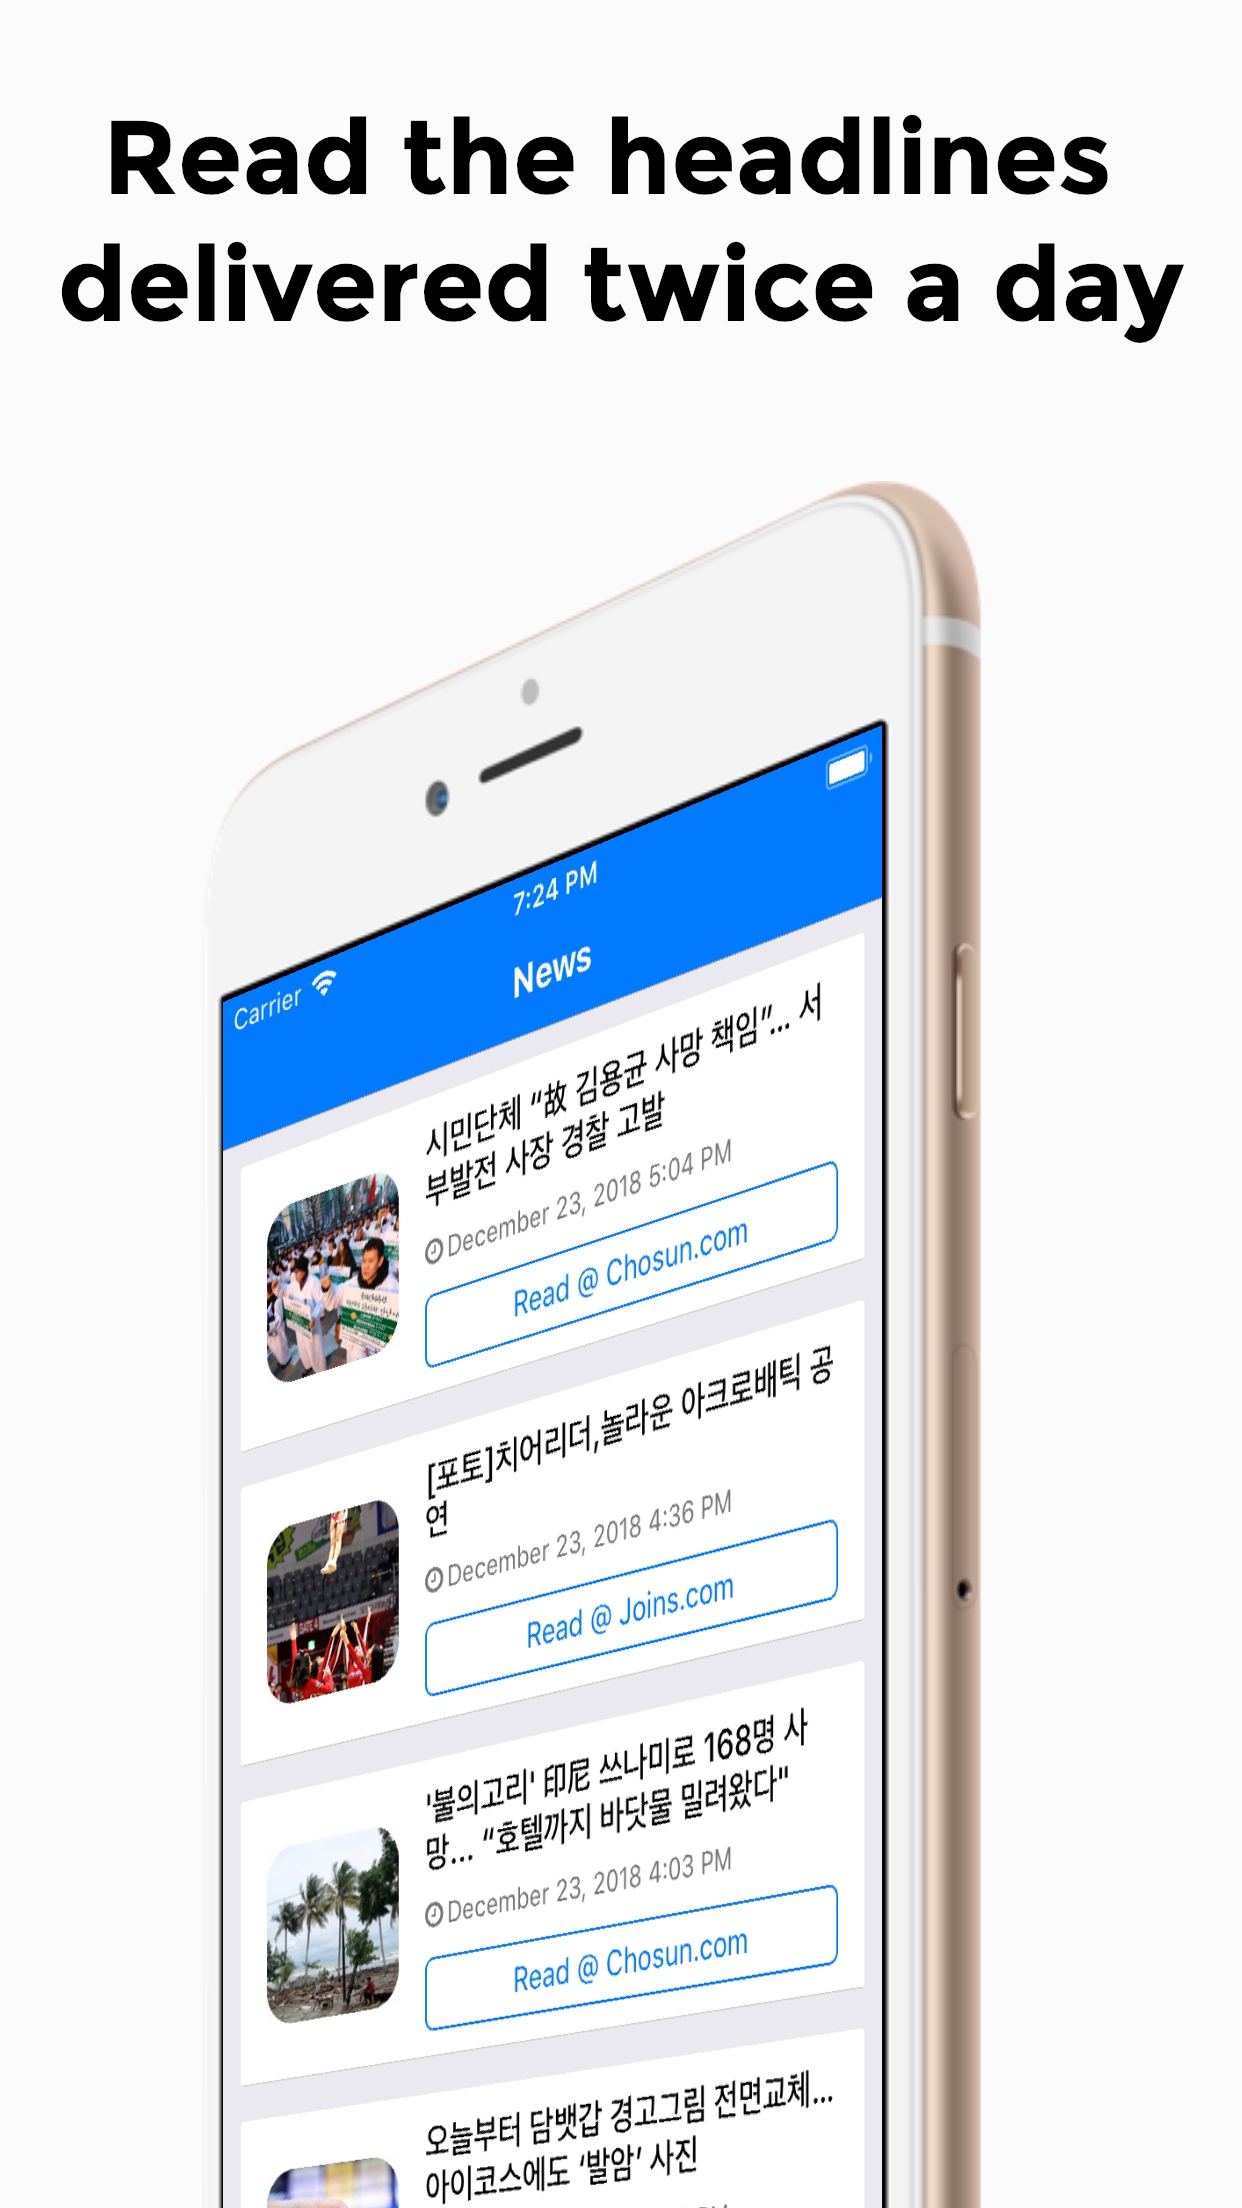 Read the headlines
delivered twice a day
Carrier
7:24 PM
News
시민단체 “故 김용균 사망 책임”... 서
부발전 사장 경찰 고발
December 23, 2018 5:04 PM
Read @ Chosun.com
[포토]치어리더,놀라운 아크로배틱 공
연
December 23, 2018 4:36 PM
Read @ Joins.com
'불의고리' 印尼 쓰나미로 168명 사
망... “호텔까지 바닷물 밀려왔다"
December 23, 2018 4:03 PM
Read @ Chosun.com
오늘부터 담뱃갑 경고그림 전면교체...
아이코스에도 ‘발암’ 사진